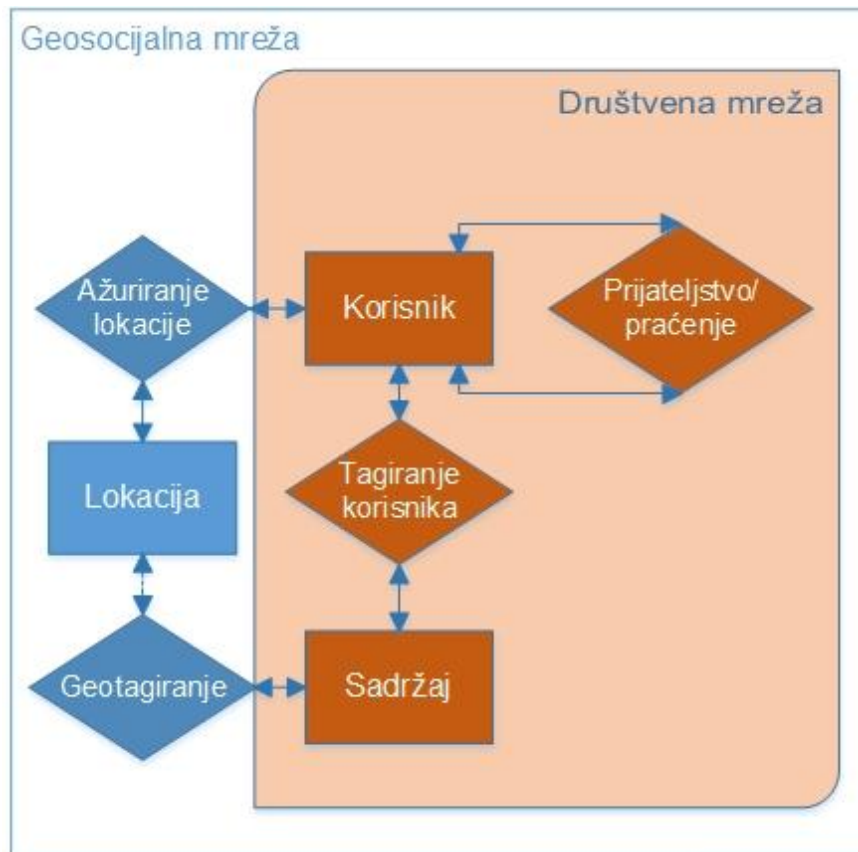 Geosocijalna mreža
Društvena mreža
Ažuriranje
lokacije
Korisnik
Prijateljstvo/
praćenje
Lokacija
Tagiranje
korisnika
Geotagiranje
Sadržaj